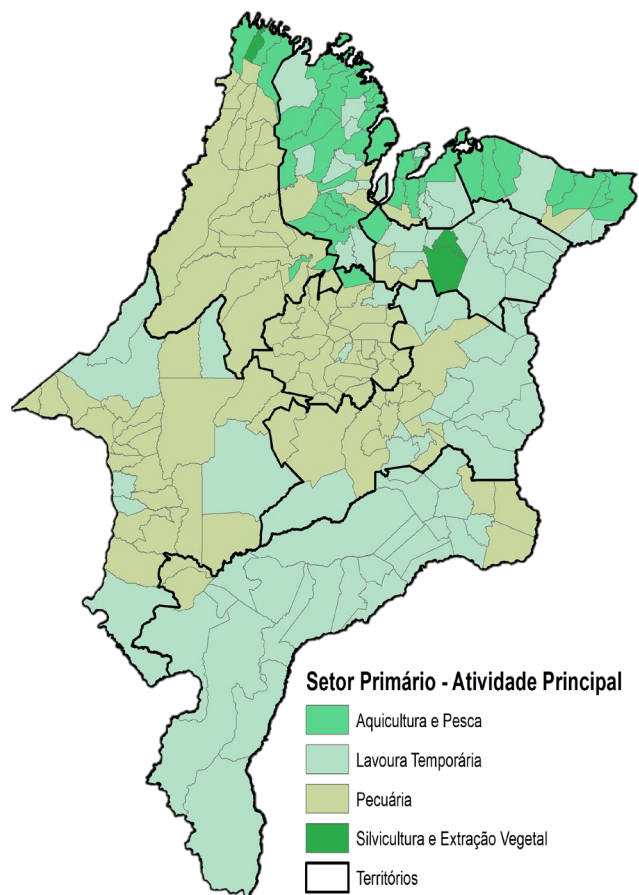 Setor Primário - Atividade Principal
Aquicultura e Pesca
Lavoura Temporária
Pecuária
Silvicultura e Extração Vegetal
Territórios